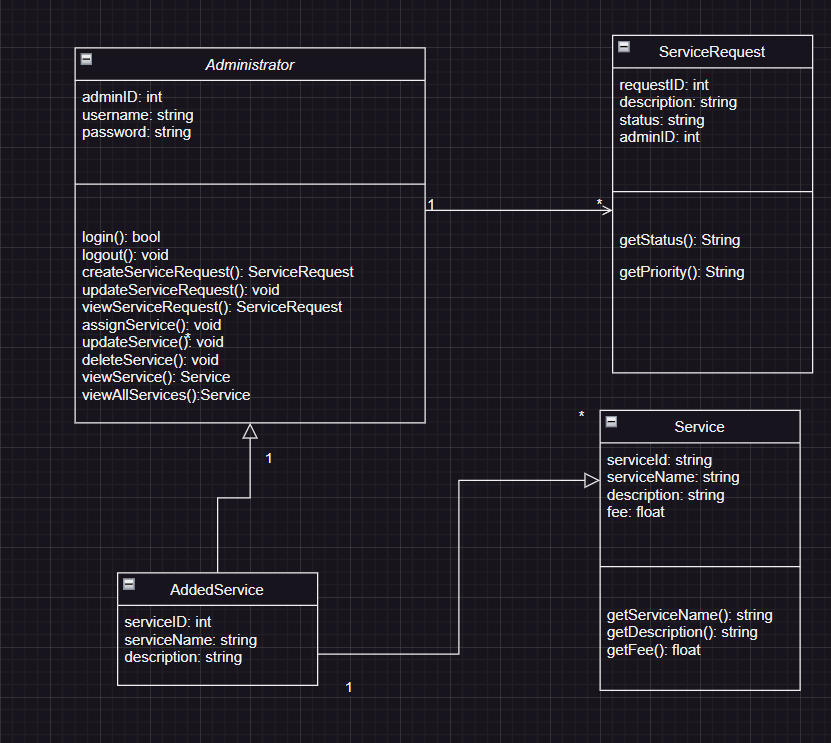 Administrator
adminID: int
username: string
password: string
login(): bool
logout(): void
createServiceRequest(): ServiceRequest
updateServiceRequest(): void
viewServiceRequest(): ServiceRequest
assignService(): void
updateService(): void
*
deleteService(): void
viewService(): Service
viewAllServices():Service
1
*
ServiceRequest
requestID: int
description: string
status: string
adminID: int
getStatus(): String
getPriority(): String
1
*
Service
serviceId: string
serviceName: string
description: string
fee: float
getServiceName(): string
getDescription(): string
getFee(): float
AddedService
serviceID: int
serviceName: string
description: string
1